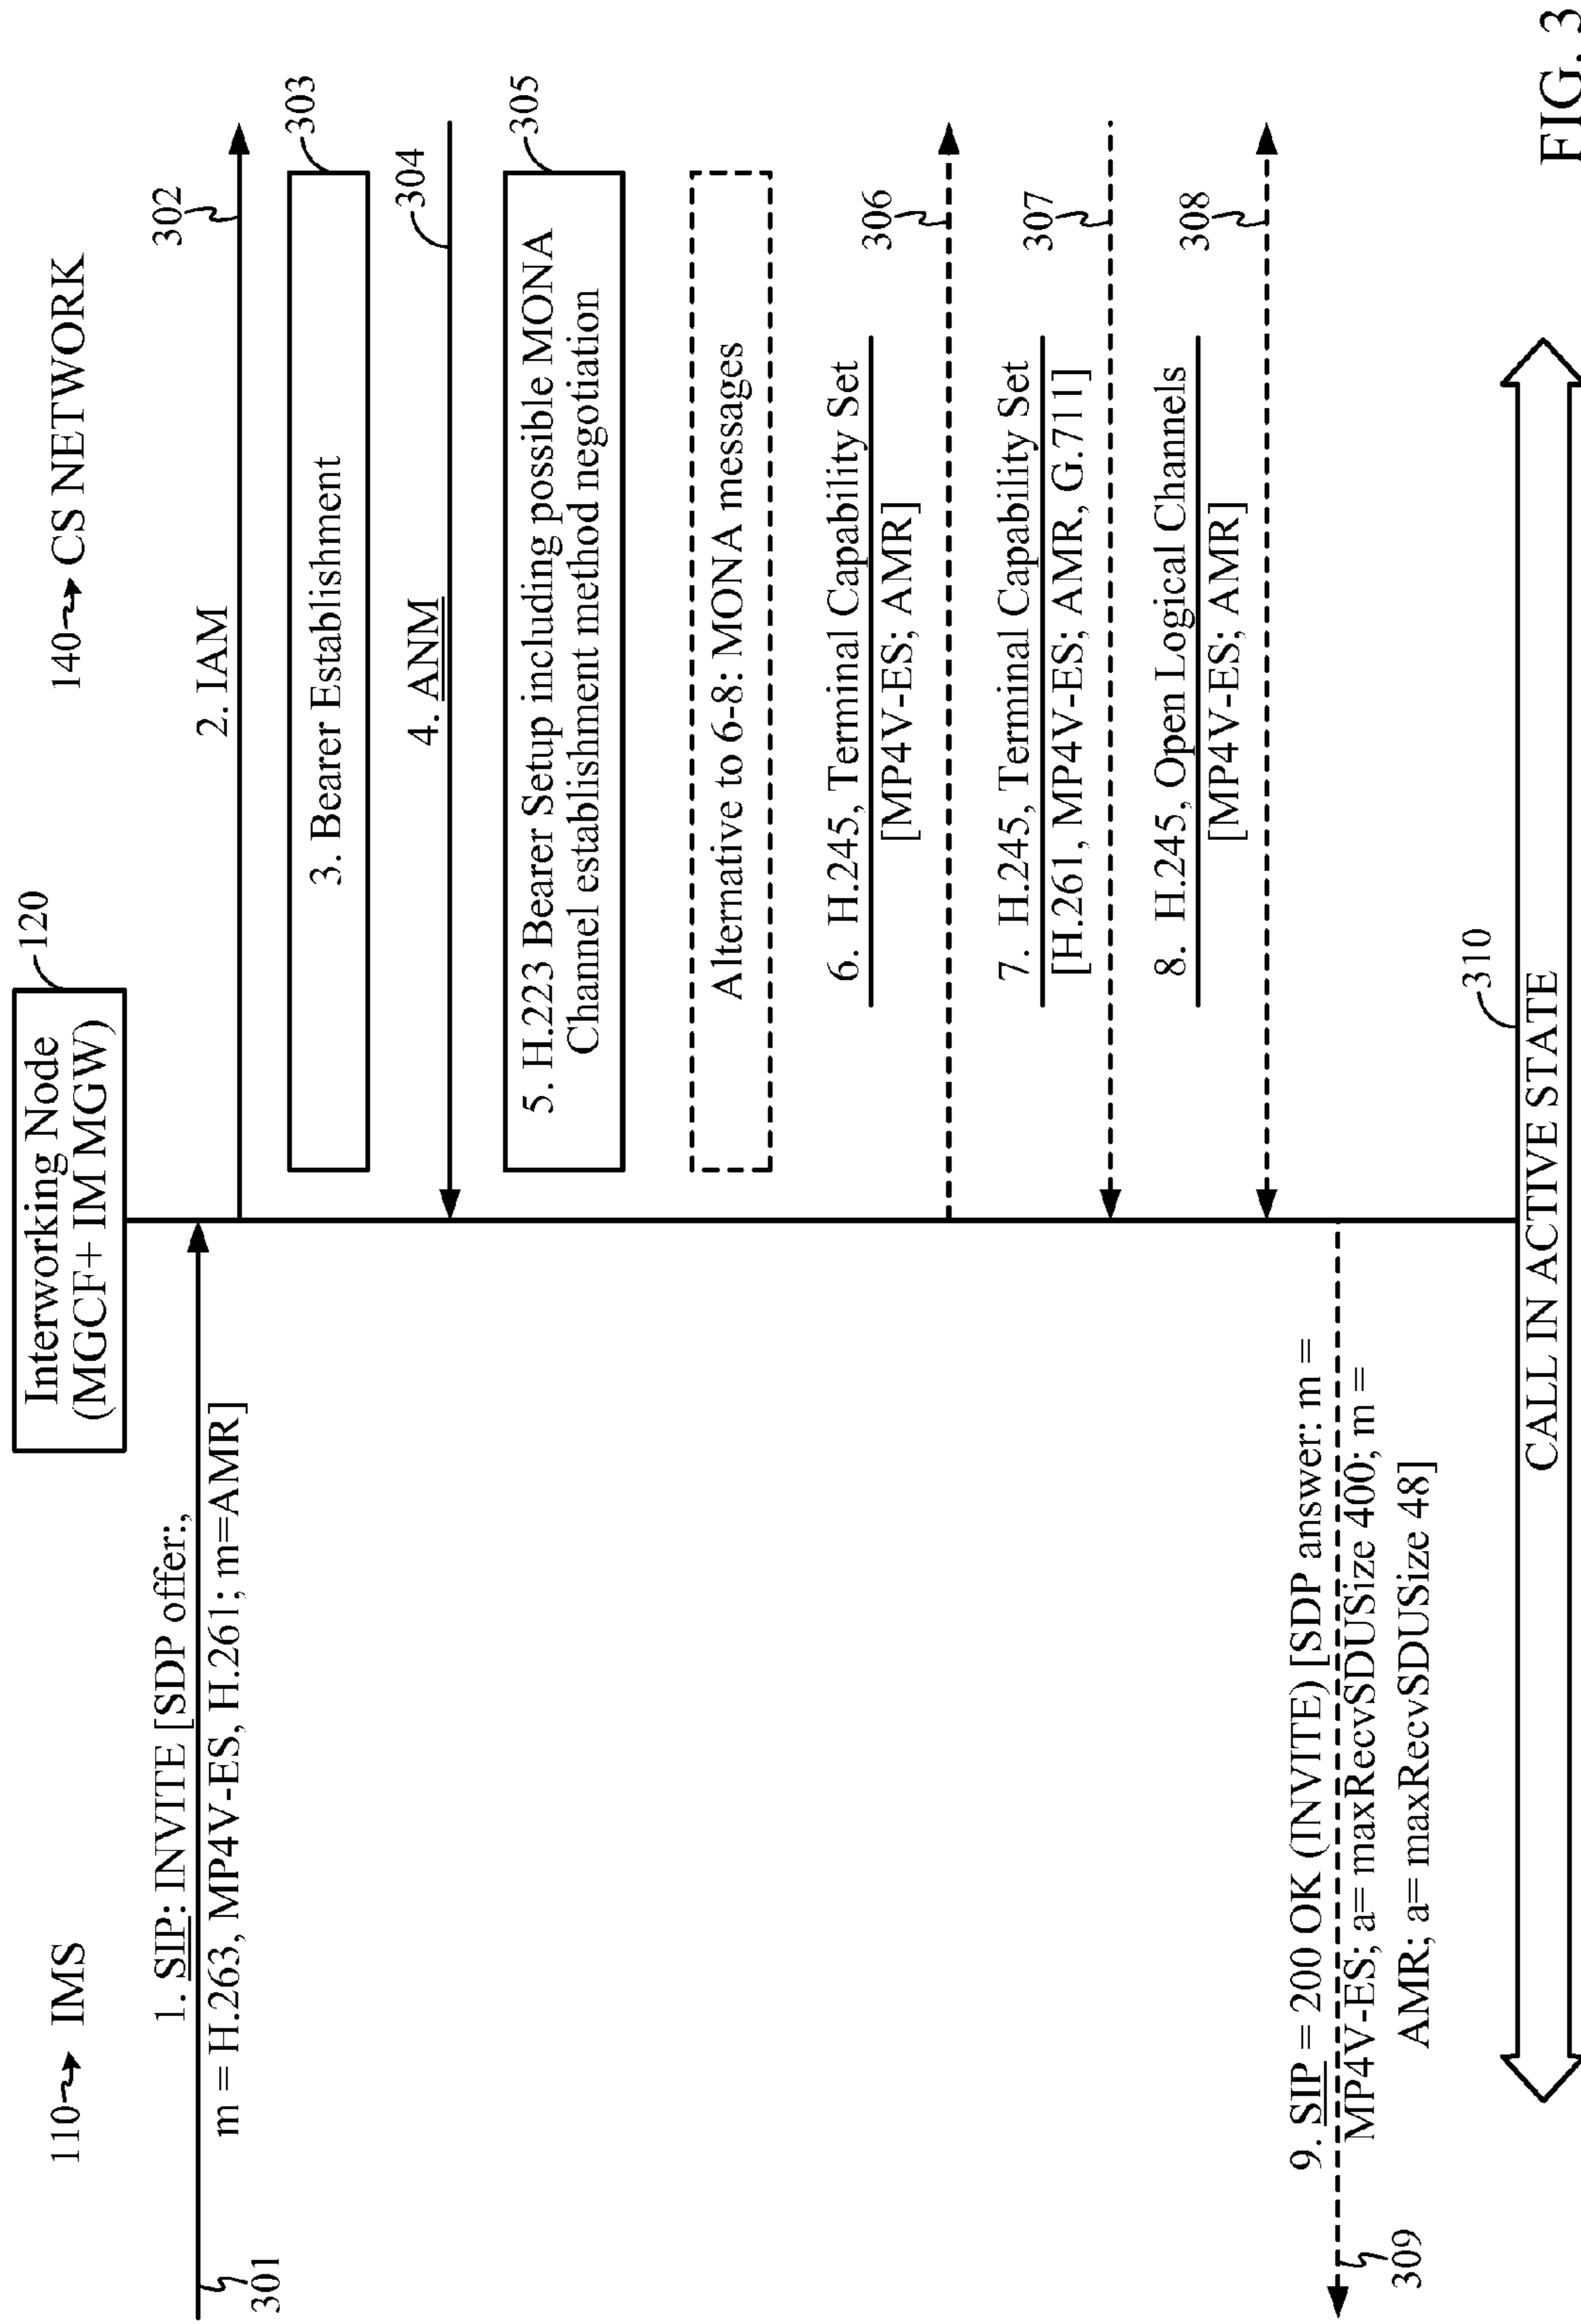 Interworking Node
(MGCF+ IM MGW)
120
110
IMS
140
CS NETWORK
1. SIP: INVITE [SDP offer:,
m = H.263, MP4V-ES, H.261; m=AMR]
301
2. IAM
302
3. Bearer Establishment
303
4. ANM
304
5. H.223 Bearer Setup including possible MONA
Channel establishment method negotiation
305
Alternative to 6-8: MONA messages
6. H.245, Terminal Capability Set
[MP4V-ES; AMR]
306
7. H.245, Terminal Capability Set
[H.261, MP4V-ES; AMR, G.711]
307
8. H.245, Open Logical Channels
[MP4V-ES; AMR]
308
9. SIP = 200 OK (INVITE) [SDP answer: m =
MP4V-ES; a= maxRecvSDUSize 400; m =
AMR; a= maxRecvSDUSize 48]
309
310
CALL IN ACTIVE STATE
FIG. 3